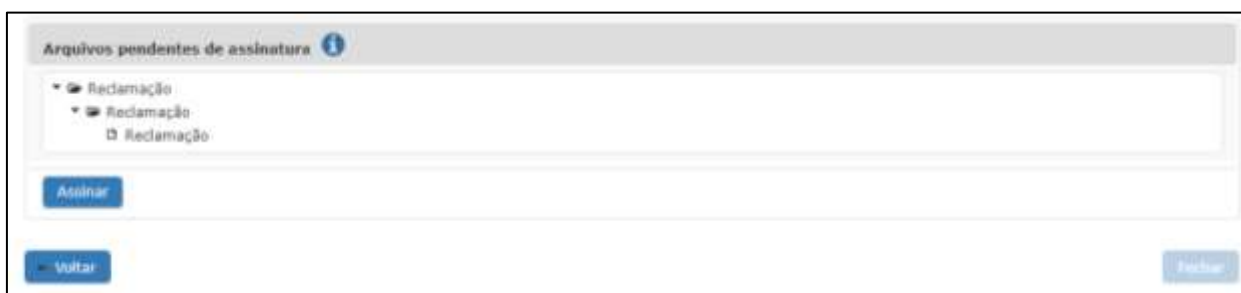 Arquivos pendentes de assinatura
Reclamação
Reclamação
Reclamação
Assinar
Voltar
Fechar